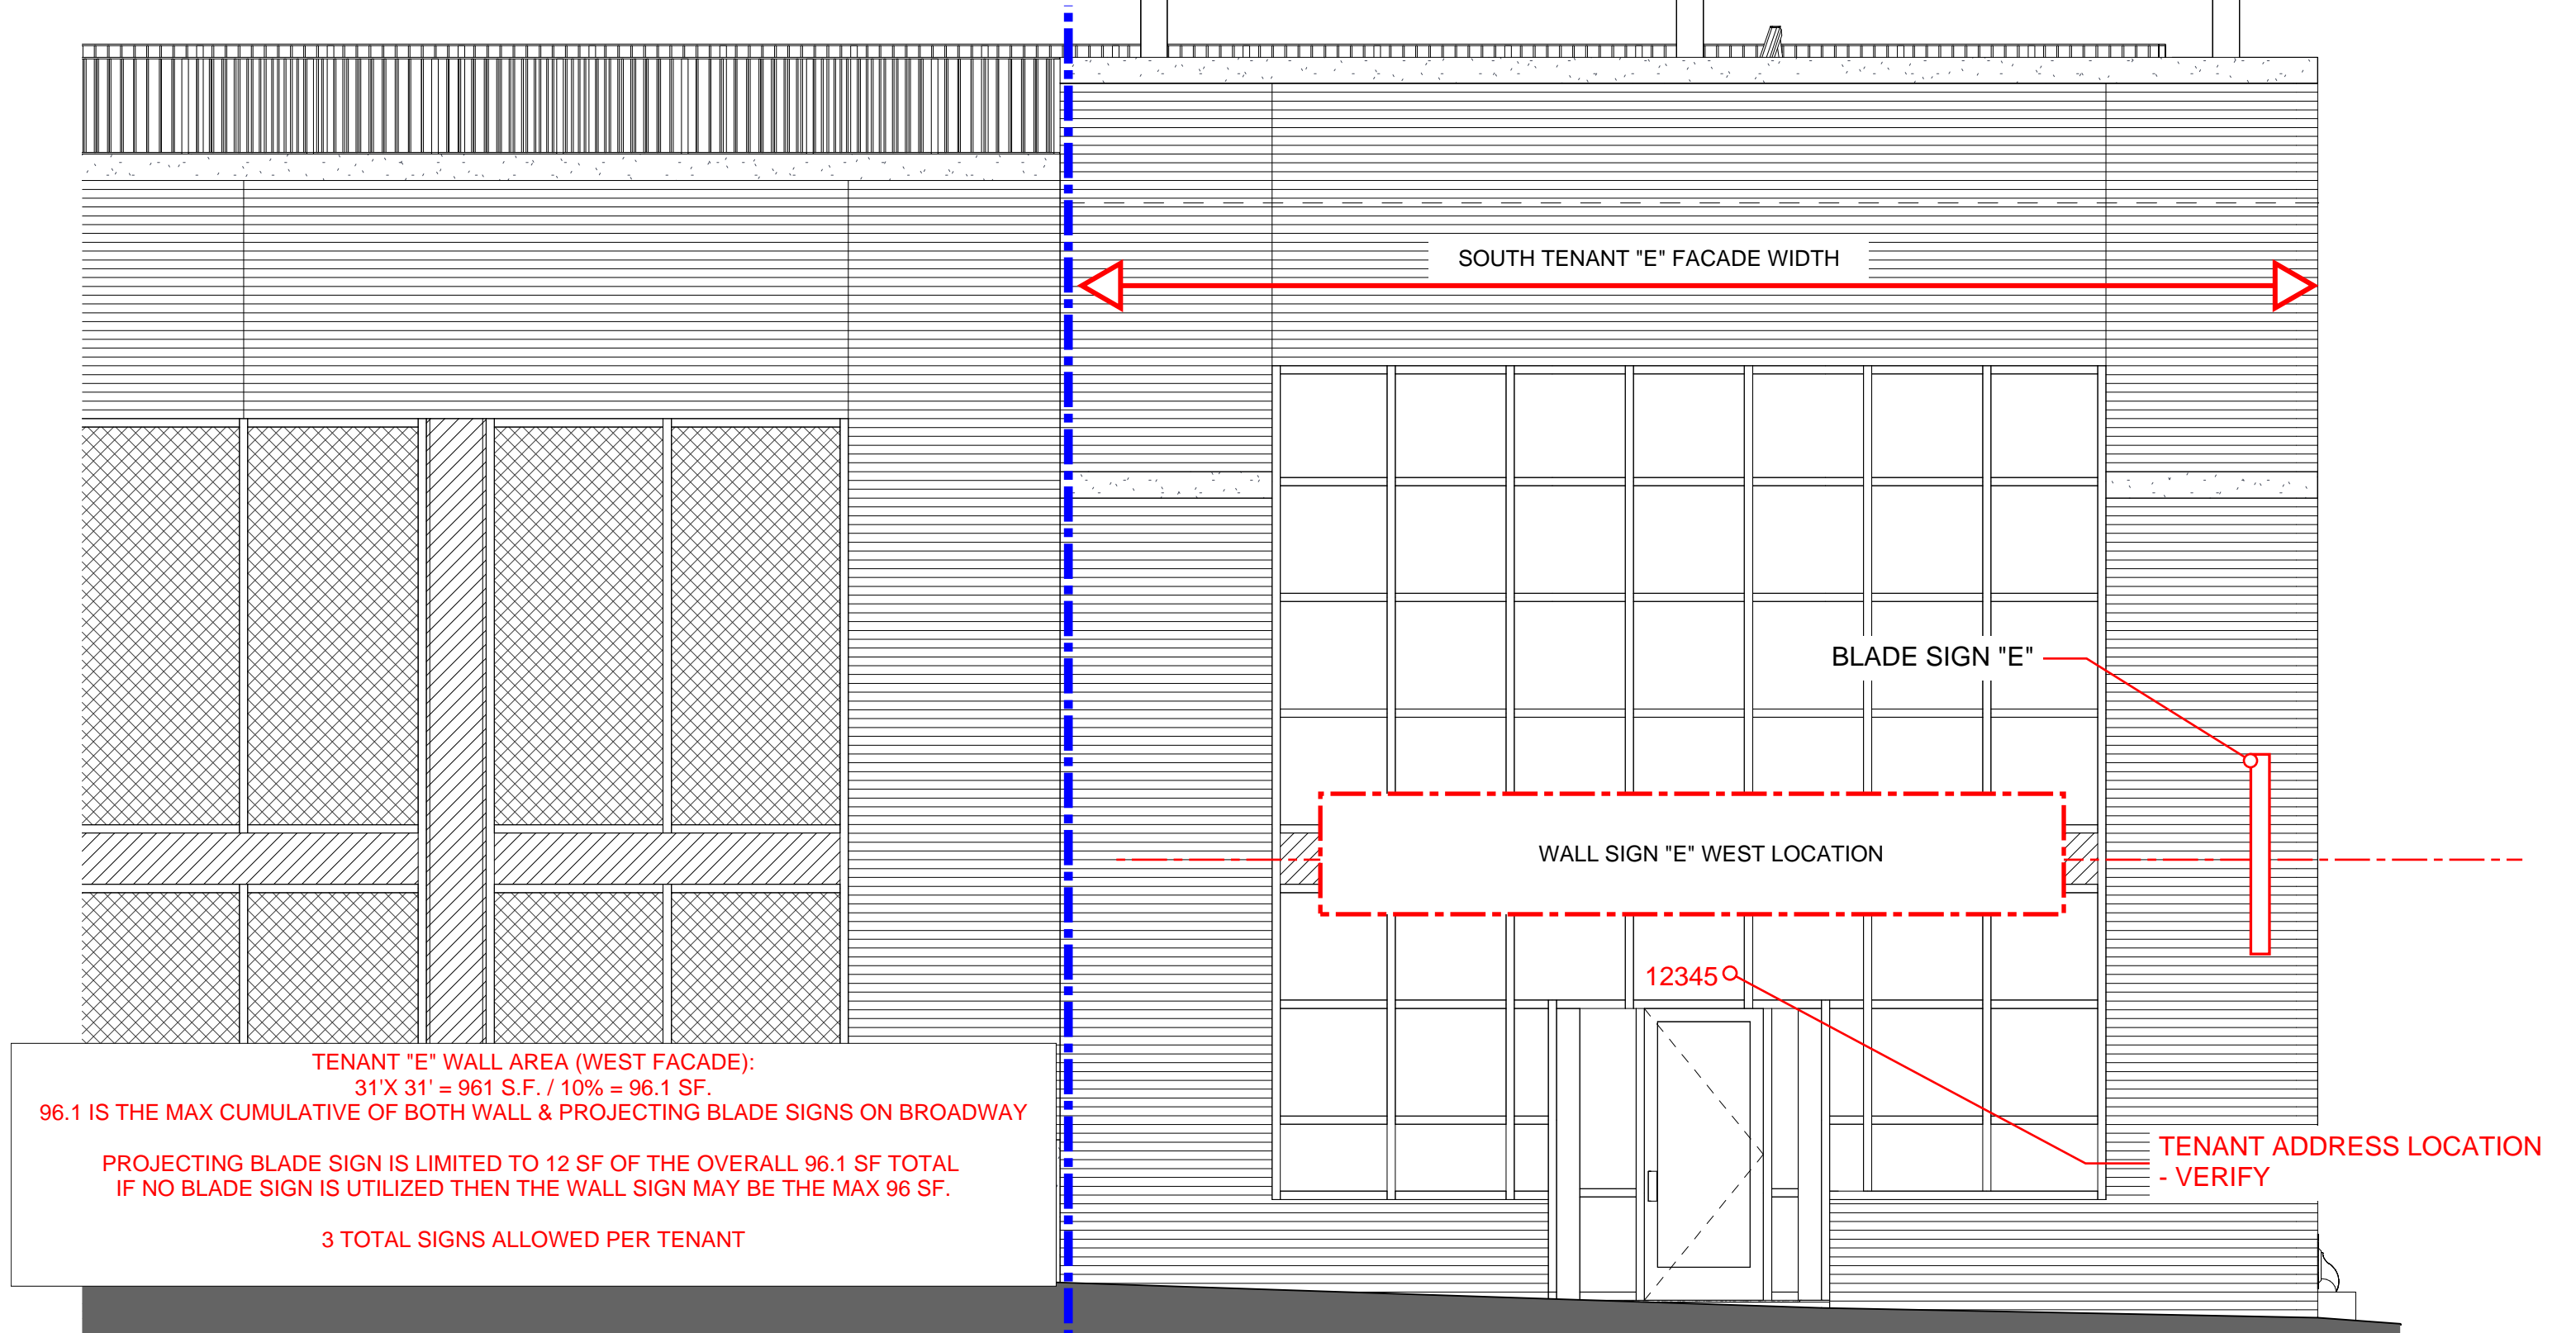 SOUTH TENANT "E" FACADE WIDTH
BLADE SIGN "E"
WALL SIGN "E" WEST LOCATION
12345
TENANT ADDRESS LOCATION
- VERIFY
TENANT "E" WALL AREA (WEST FACADE):
31'X 31' = 961 S.F. / 10% = 96.1 SF.
96.1 IS THE MAX CUMULATIVE OF BOTH WALL & PROJECTING BLADE SIGNS ON BROADWAY
PROJECTING BLADE SIGN IS LIMITED TO 12 SF OF THE OVERALL 96.1 SF TOTAL
IF NO BLADE SIGN IS UTILIZED THEN THE WALL SIGN MAY BE THE MAX 96 SF.
3 TOTAL SIGNS ALLOWED PER TENANT